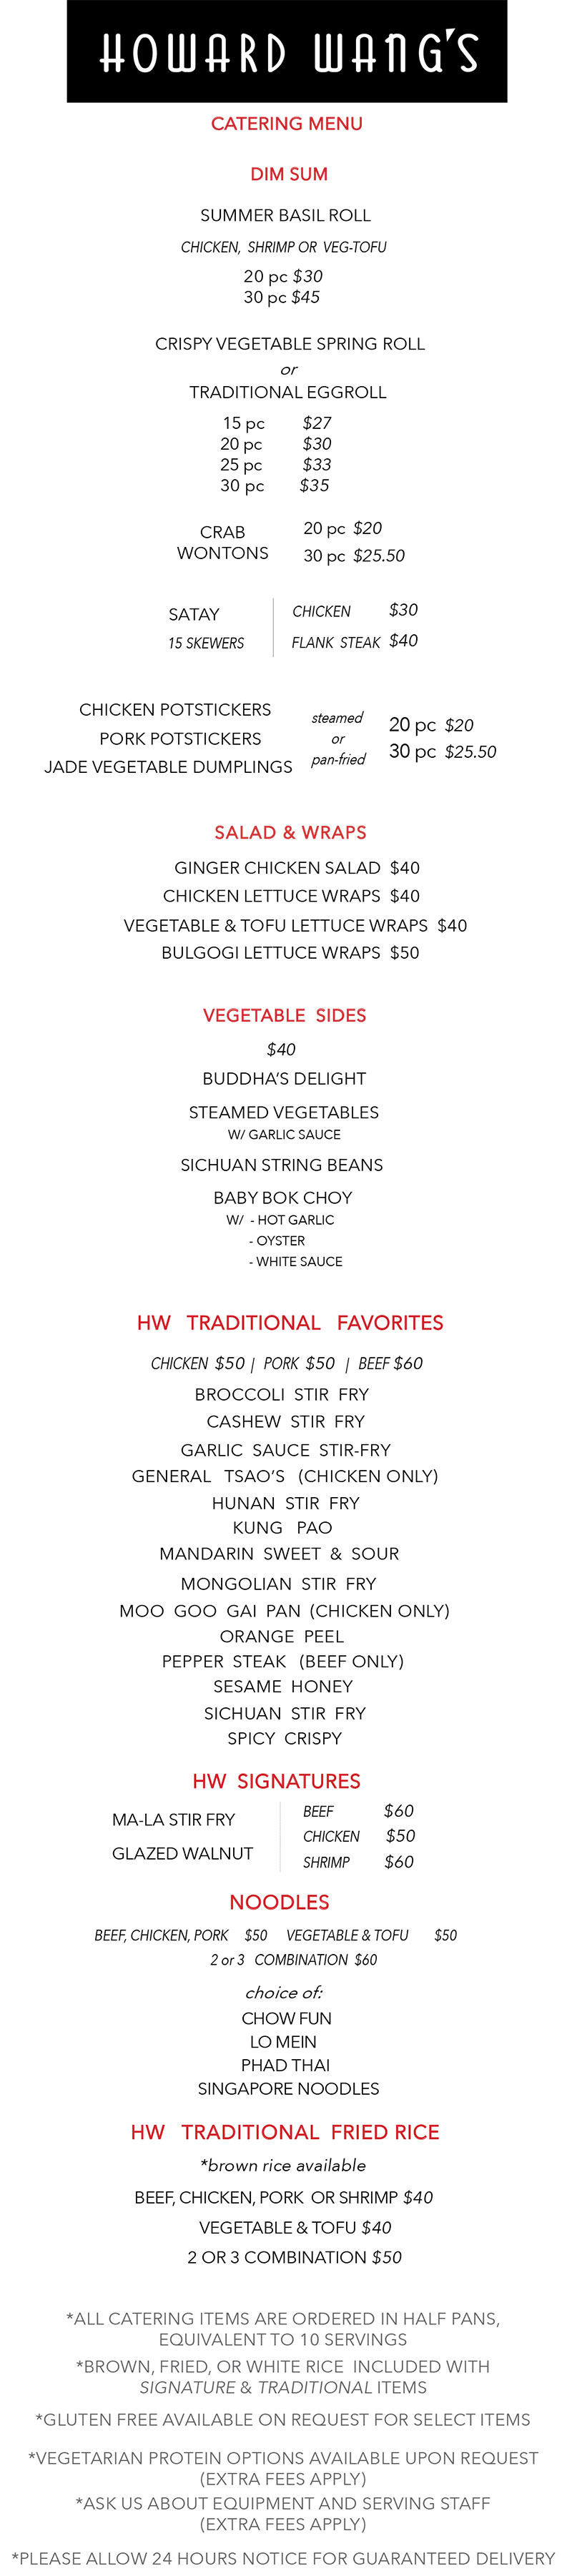 HOWARD WANG'S
CATERING MENU
DIM SUM
SUMMER BASIL ROLL
CHICKEN, SHRIMP OR VEG-TOFU
20 pc $30
30 pc $45
CRISPY VEGETABLE SPRING ROLL
or
TRADITIONAL EGGROLL
15 pc $27
20 pc $30
25 pc $33
30 pc $35
CRAB WONTONS
20 pc $20
30 pc $25.50
SATAY
15 SKEWERS
CHICKEN $30
FLANK STEAK $40
CHICKEN POTSTICKERS
PORK POTSTICKERS
JADE VEGETABLE DUMPLINGS
steamed
or
pan-fried
20 pc $20
30 pc $25.50
SALAD & WRAPS
GINGER CHICKEN SALAD $40
CHICKEN LETTUCE WRAPS $40
VEGETABLE & TOFU LETTUCE WRAPS $40
BULGOGI LETTUCE WRAPS $50
VEGETABLE SIDES
$40
BUDDHA'S DELIGHT
STEAMED VEGETABLES
W/ GARLIC SAUCE
SICHUAN STRING BEANS
BABY BOK CHOY
W/ - HOT GARLIC
- OYSTER
- WHITE SAUCE
HW TRADITIONAL FAVORITES
CHICKEN $50 | PORK $50 | BEEF $60
BROCCOLI STIR FRY
CASHEW STIR FRY
GARLIC SAUCE STIR-FRY
GENERAL TSAO'S (CHICKEN ONLY)
HUNAN STIR FRY
KUNG PAO
MANDARIN SWEET & SOUR
MONGOLIAN STIR FRY
MOO GOO GAI PAN (CHICKEN ONLY)
ORANGE PEEL
PEPPER STEAK (BEEF ONLY)
SESAME HONEY
SICHUAN STIR FRY
SPICY CRISPY
HW SIGNATURES
MA-LA STIR FRY
GLAZED WALNUT
BEEF $60
CHICKEN $50
SHRIMP $60
NOODLES
BEEF, CHICKEN, PORK $50 VEGETABLE & TOFU $50
2 or 3 COMBINATION $60
choice of:
CHOW FUN
LO MEIN
PHAD THAI
SINGAPORE NOODLES
HW TRADITIONAL FRIED RICE
*brown rice available
BEEF, CHICKEN, PORK OR SHRIMP $40
VEGETABLE & TOFU $40
2 OR 3 COMBINATION $50
*ALL CATERING ITEMS ARE ORDERED IN HALF PANS,
EQUIVALENT TO 10 SERVINGS
*BROWN, FRIED, OR WHITE RICE INCLUDED WITH
SIGNATURE & TRADITIONAL ITEMS
*GLUTEN FREE AVAILABLE ON REQUEST FOR SELECT ITEMS
*VEGETARIAN PROTEIN OPTIONS AVAILABLE UPON REQUEST
(EXTRA FEES APPLY)
*ASK US ABOUT EQUIPMENT AND SERVING STAFF
(EXTRA FEES APPLY)
*PLEASE ALLOW 24 HOURS NOTICE FOR GUARANTEED DELIVERY